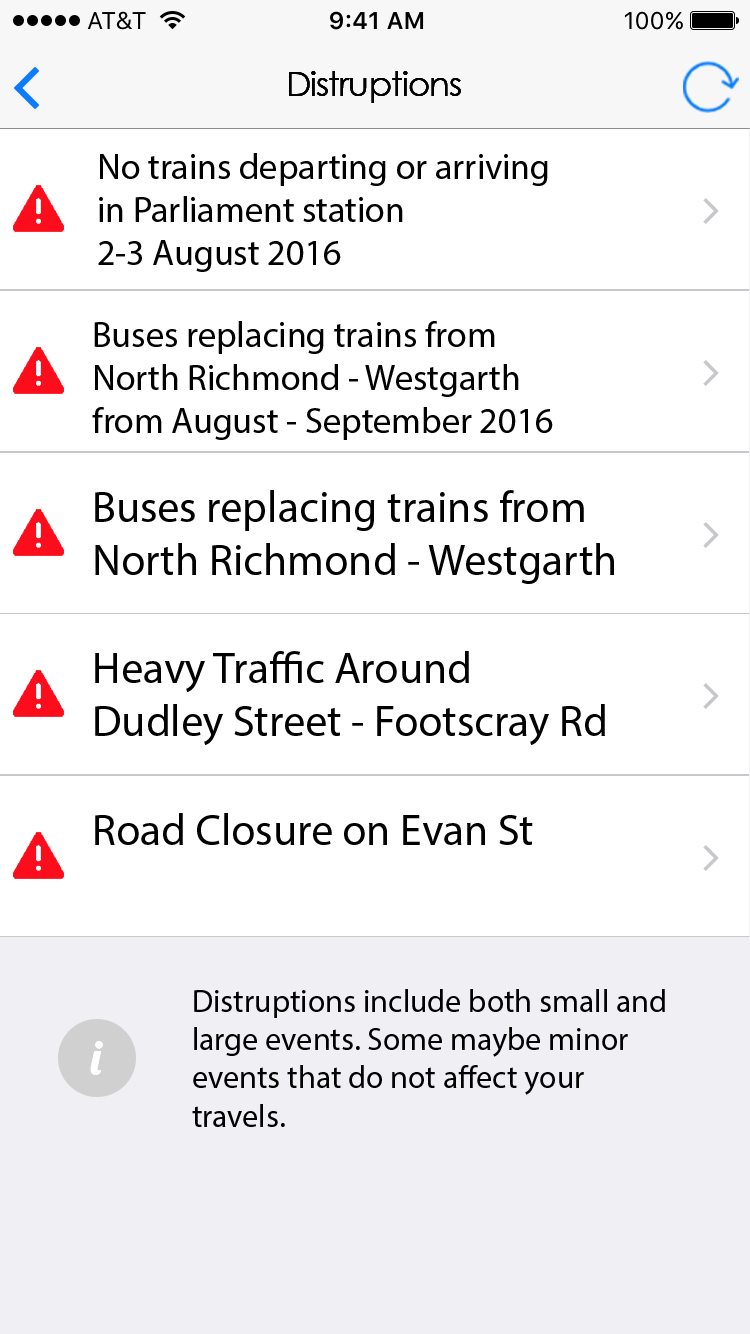 AT&T 9:41 AM 100%
Distruptions
No trains departing or arriving
in Parliament station
2-3 August 2016
Buses replacing trains from
North Richmond - Westgarth
from August - September 2016
Buses replacing trains from
North Richmond - Westgarth
Heavy Traffic Around
Dudley Street - Footscray Rd
Road Closure on Evan St
Distruptions include both small and
large events. Some maybe minor
events that do not affect your
travels.